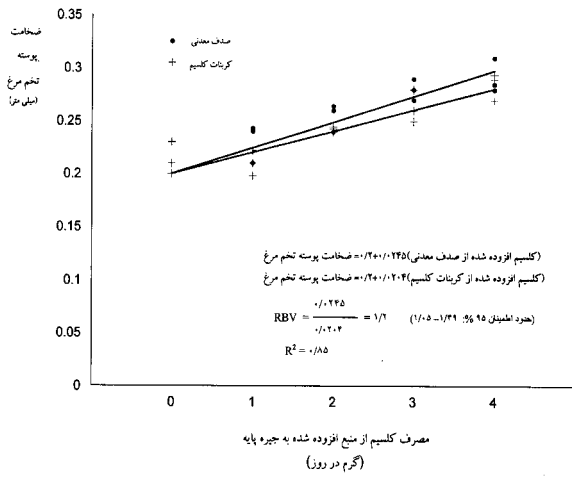 0.35
ضخامت
پوسته
تخم مرغ
(میلی متر)
صدف معدنی
کربنات کلسیم
0.3
0.25
0.2
0.15
0.1
0.05
0
(کلسیم افزوده شده از صدف معدنی)۰/۲+۰/۰۲۴۵= ضخامت پوسته تخم مرغ
(کلسیم افزوده شده از کربنات کلسیم)۰/۲+۰/۰۲۰۴= ضخامت پوسته تخم مرغ
RBV = ۰/۰۲۴۵ / ۰/۰۲۰۴ = ۱/۲ (حدود اطمینان ۹۵ %: ۱/۴۹–۱/۰۵)
R² = ۰/۸۵
0 1 2 3 4
مصرف کلسیم از منبع افزوده شده به جیره پایه
(گرم در روز)